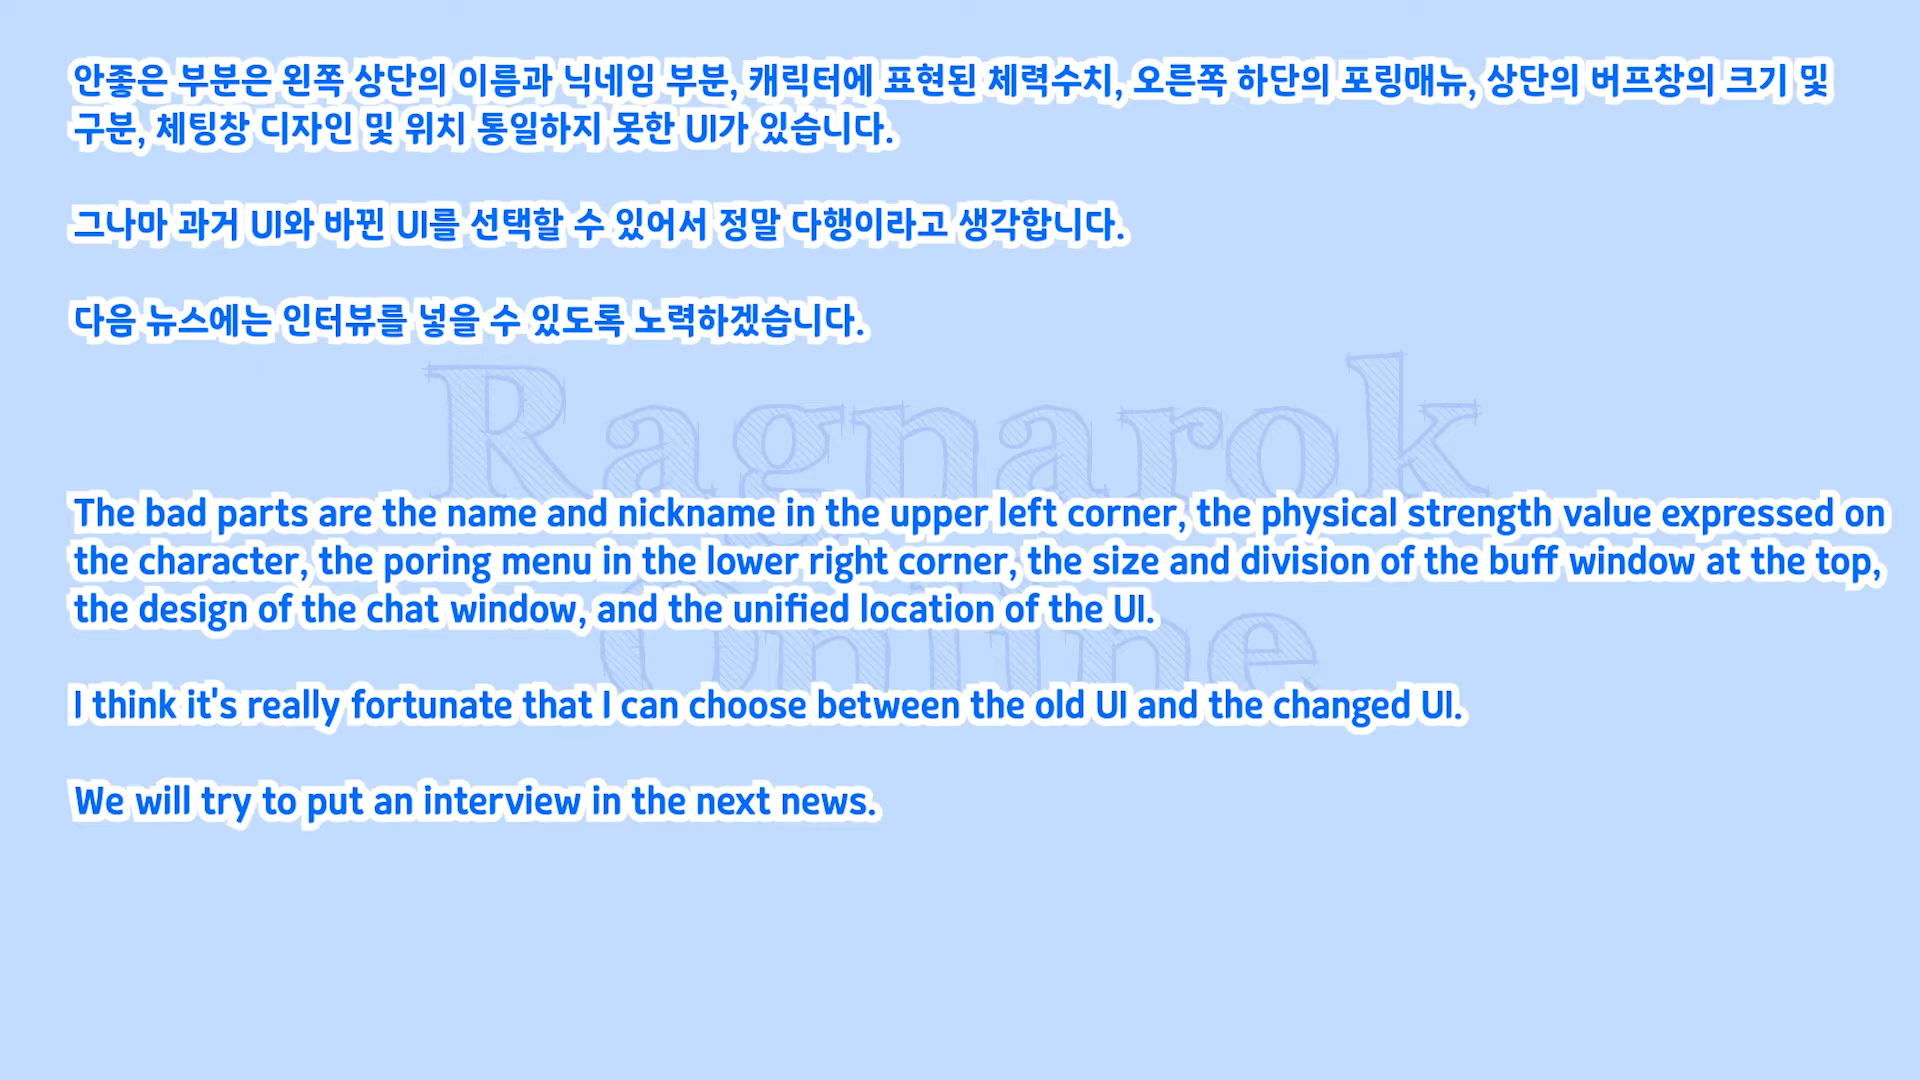 안좋은 부분은 왼쪽 상단의 이름과 닉네임 부분, 캐릭터에 표현된 체력수치, 오른쪽 하단의 포링매뉴, 상단의 버프창의 크기 및
구분, 체팅창 디자인 및 위치 통일하지 못한 UI가 있습니다.
그나마 과거 UI와 바뀐 UI를 선택할 수 있어서 정말 다행이라고 생각합니다.
다음 뉴스에는 인터뷰를 넣을 수 있도록 노력하겠습니다.
Ragnarok
The bad parts are the name and nickname in the upper left corner, the physical strength value expressed on
the character, the poring menu in the lower right corner, the size and division of the buff window at the top,
the design of the chat window, and the unified location of the UI.
Online
I think it's really fortunate that I can choose between the old UI and the changed UI.
We will try to put an interview in the next news.